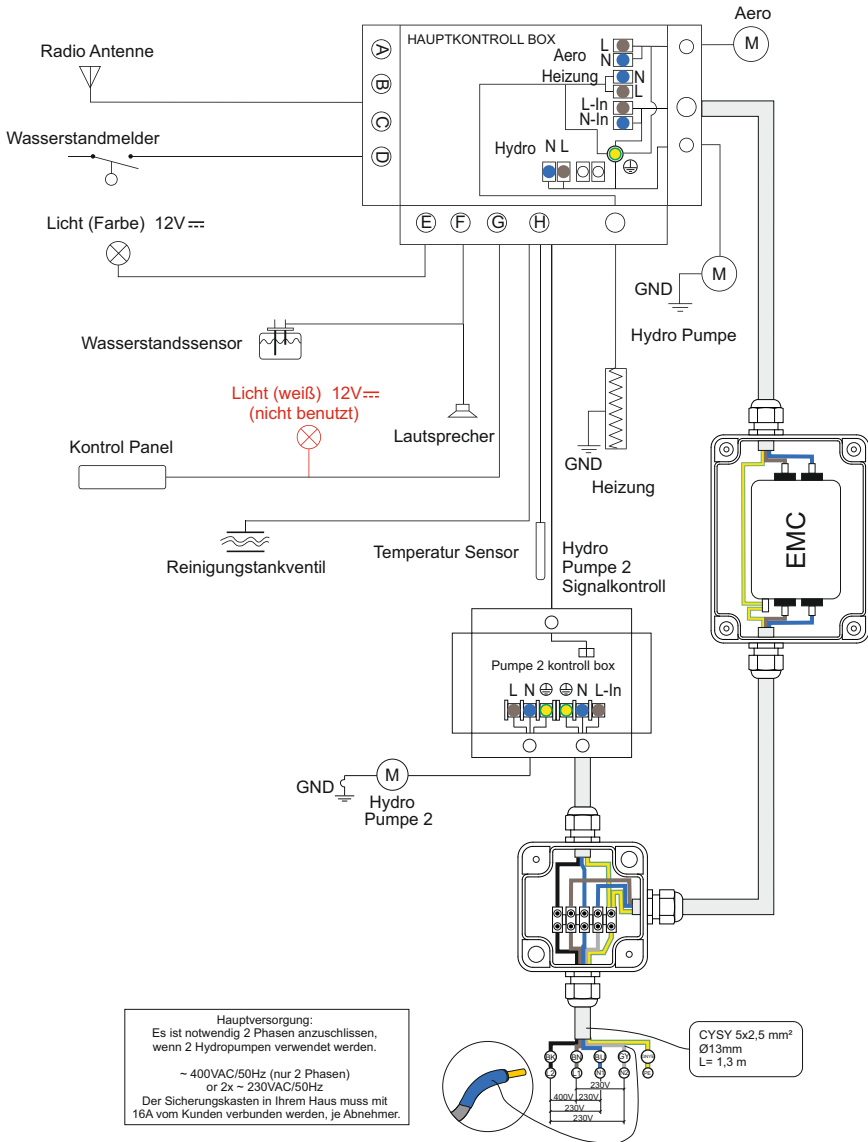 Aero
M
HAUPTKONTROLL BOX
L
Aero
N
Heizung
N
L
L-In
N-In
Hydro N L
A
B
C
D
E
F
G
H
Radio Antenne
Wasserstandmelder
Licht (Farbe) 12V
M
GND
Hydro Pumpe
Wasserstandssensor
Licht (weiß) 12V
(nicht benutzt)
Lautsprecher
Kontrol Panel
GND
Heizung
EMC
Reinigungstankventil
Temperatur Sensor
Hydro
Pumpe 2
Signalkontroll
Pumpe 2 kontroll box
L N N L-In
M
GND
Hydro
Pumpe 2
Hauptversorgung:
Es ist notwendig 2 Phasen anzuschlissen,
wenn 2 Hydropumpen verwendet werden.
~ 400VAC/50Hz (nur 2 Phasen)
or 2x ~ 230VAC/50Hz
Der Sicherungskasten in Ihrem Haus muss mit
16A vom Kunden verbunden werden, je Abnehmer.
CYSY 5x2,5 mm²
Ø13mm
L= 1,3 m
BK BN BL GY
L2 L1 N1 N2 PE
230V
400V 230V
230V
230V